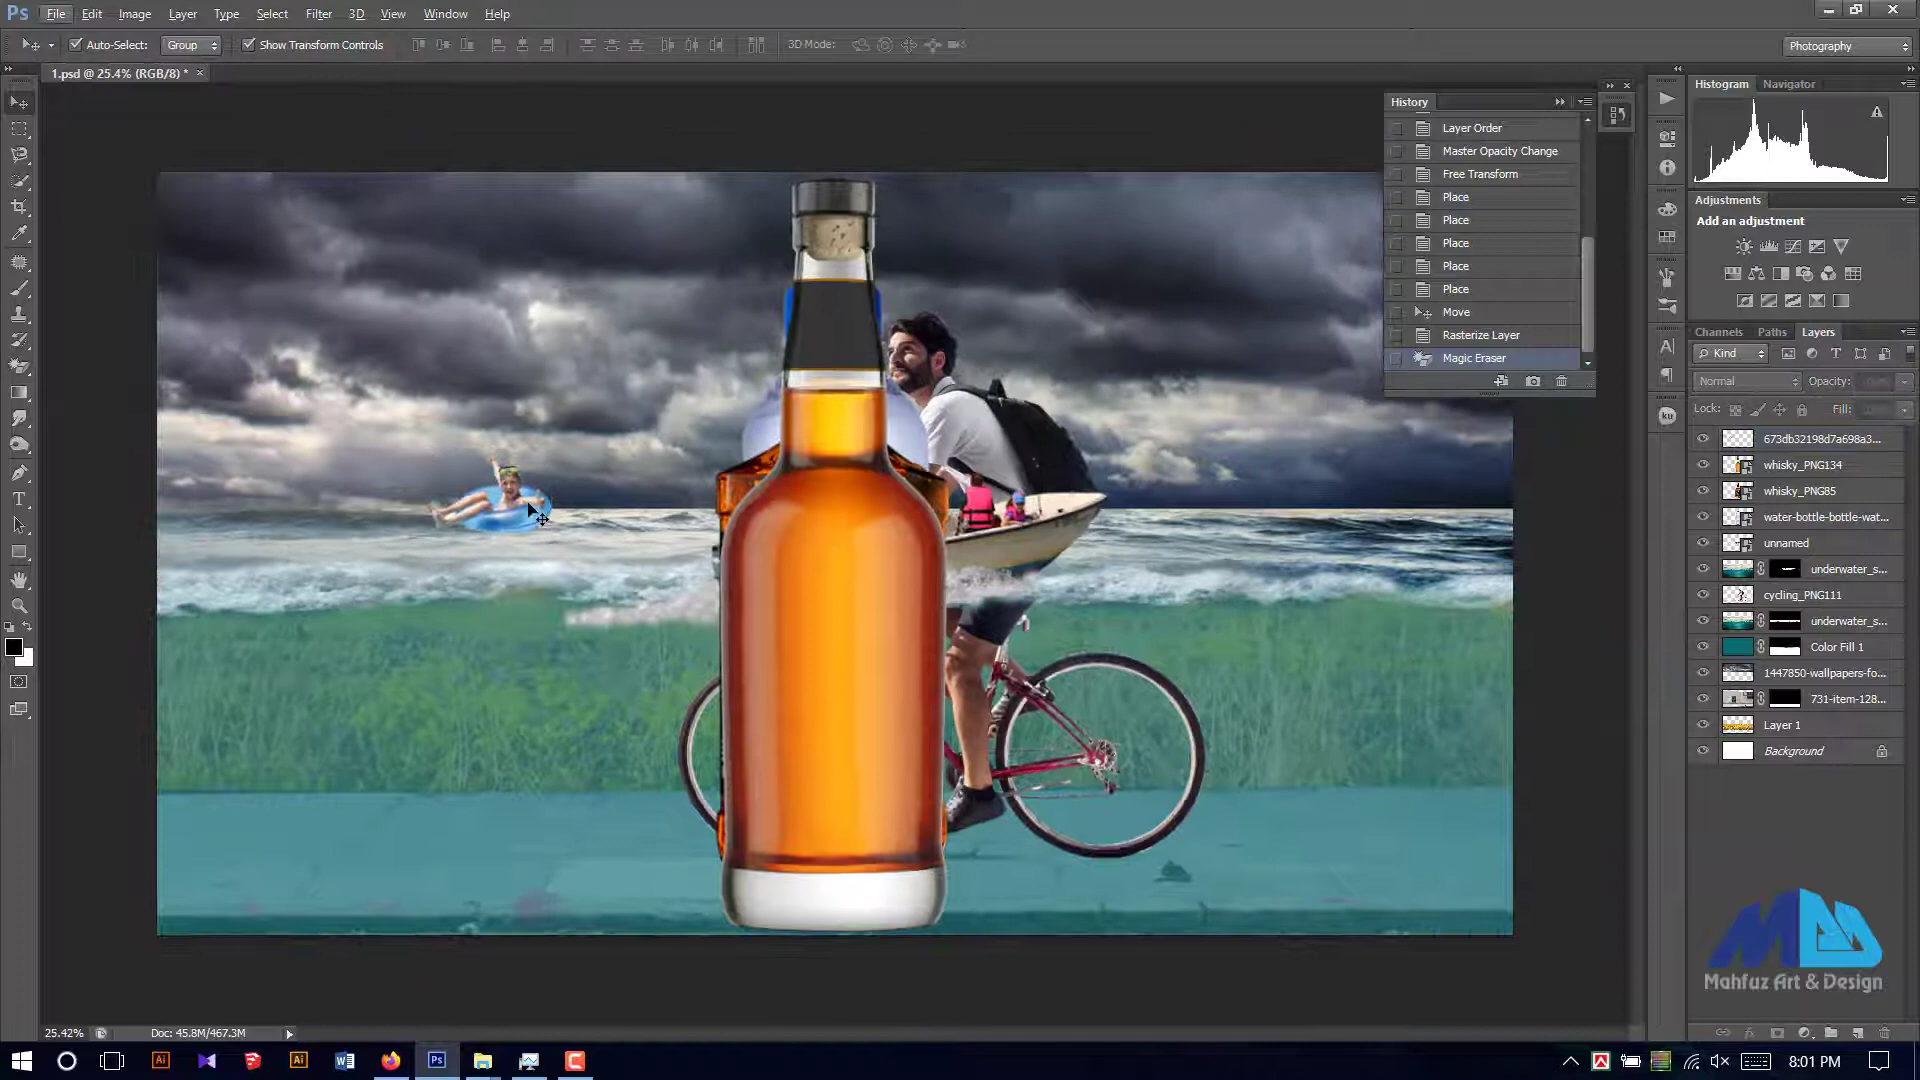 Ps File Edit Image Layer Type Select Filter 3D View Window Help
Auto-Select: Group Show Transform Controls 3D Mode: Photography
1.psd @ 25.4% (RGB/8) * ×
History
Layer Order
Master Opacity Change
Free Transform
Place
Place
Place
Place
Place
Move
Rasterize Layer
Magic Eraser
Histogram Navigator
Adjustments
Add an adjustment
Channels Paths Layers
Kind
Normal Opacity:
Lock: Fill:
673db32198d7a698a3...
whisky_PNG134
whisky_PNG85
water-bottle-bottle-wat...
unnamed
underwater_s...
cycling_PNG111
underwater_s...
Color Fill 1
1447850-wallpapers-fo...
731-item-128...
Layer 1
Background
ku
Mahfuz Art & Design
25.42% Doc: 45.8M/467.3M
Ai Ai W Ps C 8:01 PM